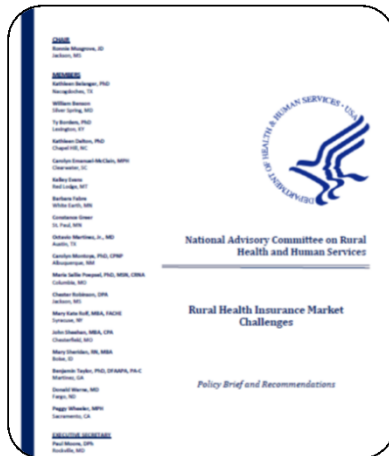 CHAIR
Ronnie Musgrove, JD
Jackson, MS
MEMBERS
Kathleen Belanger, PhD
Nacogdoches, TX
William Benson
Silver Spring, MD
Ty Borders, PhD
Lexington, KY
Kathleen Dalton, PhD
Chapel Hill, NC
Carolyn Emanuel-McClain, MPH
Clearwater, SC
Kelley Evans
Red Lodge, MT
Barbara Fabre
White Earth, MN
Constance Greer
St. Paul, MN
Octavio Martinez, Jr., MD
Austin, TX
Carolyn Montoya, PhD, CPNP
Albuquerque, NM
Maria Sallie Poepsel, PhD, MSN, CRNA
Columbia, MO
Chester Robinson, DPA
Jackson, MS
Mary Kate Rolf, MBA, FACHE
Syracuse, NY
John Sheehan, MBA, CPA
Chesterfield, MO
Mary Sheridan, RN, MBA
Boise, ID
Benjamin Taylor, PhD, DFAAPA, PA-C
Martinez, GA
Donald Warne, MD
Fargo, ND
Peggy Wheeler, MPH
Sacramento, CA
EXECUTIVE SECRETARY
Paul Moore, DPh
Rockville, MD
DEPARTMENT OF HEALTH & HUMAN SERVICES · USA
National Advisory Committee on Rural
Health and Human Services
Rural Health Insurance Market
Challenges
Policy Brief and Recommendations